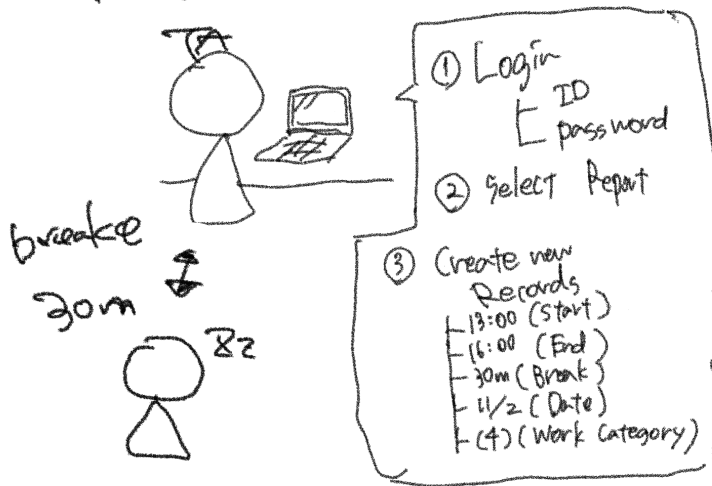 TA
① Login
ID
password
② Select Report
③ Create new
Records
13:00 (Start)
16:00 (End)
30m (Break)
11/2 (Date)
(4) (Work Category)
breake
30m
Zz